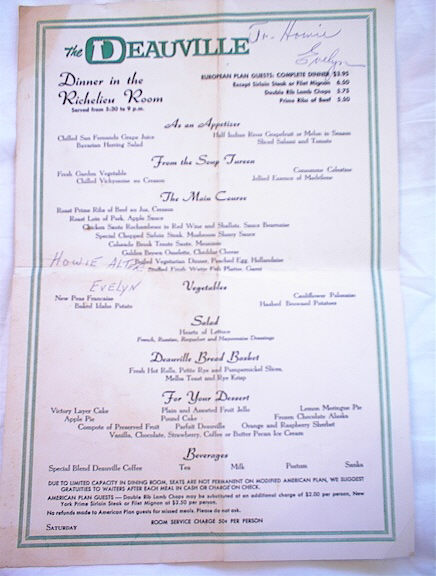 the DEAUVILLE
To. Howie
Evelyn
Dinner in the
Richelieu Room
Served from 5:30 to 9 p.m.
EUROPEAN PLAN GUESTS: COMPLETE DINNER $5.95
Except Sirloin Steak or Filet Mignon 6.50
Double Rib Lamb Chops 5.75
Prime Ribs of Beef 5.50
As an Appetizer
Chilled San Fernando Grape Juice
Half Indian River Grapefruit or Melon in Season
Bavarian Herring Salad
Sliced Salami and Tomato
From the Soup Tureen
Fresh Garden Vegetable
Consomme Celestine
Chilled Vichyssoise en Creason
Jellied Essence of Madeleine
The Main Course
Roast Prime Ribs of Beef au Jus, Cresson
Roast Loin of Pork, Apple Sauce
Chicken Saute Rochambeau in Red Wine and Shallots, Sauce Bearnaise
Special Chopped Sirloin Steak, Mushroom Sauce
Colorado Brook Trout Saute, Meuniere
Golden Brown Omelette, Cheddar Cheese
Vegetarian Dinner, Poached Egg, Hollandaise
Stuffed Fresh White Fish Platter, Garni
HOWIE
EVELYN
Vegetables
New Peas Francaise
Cauliflower Polonaise
Baked Idaho Potato
Hashed Browned Potatoes
Salad
Hearts of Lettuce
French, Russian, Roquefort and Mayonnaise Dressings
Deauville Bread Basket
Fresh Hot Rolls, Petite Rye and Pumpernickel Slices,
Melba Toast and Rye Krisp
For Your Dessert
Victory Layer Cake
Plain and Assorted Fruit Jello
Lemon Meringue Pie
Apple Pie
Pound Cake
Frozen Chocolate Alaska
Compote of Preserved Fruit
Parfait Deauville
Orange and Raspberry Sherbet
Vanilla, Chocolate, Strawberry, Coffee or Butter Pecan Ice Cream
Beverages
Special Blend Deauville Coffee
Tea
Milk
Postum
Sanka
DUE TO LIMITED CAPACITY IN DINING ROOM, SEATS ARE NOT PERMANENT ON MODIFIED AMERICAN PLAN, WE SUGGEST
GRATUITIES TO WAITERS AFTER EACH MEAL IN CASH OR CHARGE ON CHECK.
AMERICAN PLAN GUESTS — Double Rib Lamb Chops may be substituted at an additional charge of $2.00 per person, New
York Prime Sirloin Steak or Filet Mignon at $2.50 per person.
No refunds made to American Plan guests for missed meals. Please do not ask.
ROOM SERVICE CHARGE 50¢ PER PERSON
SATURDAY